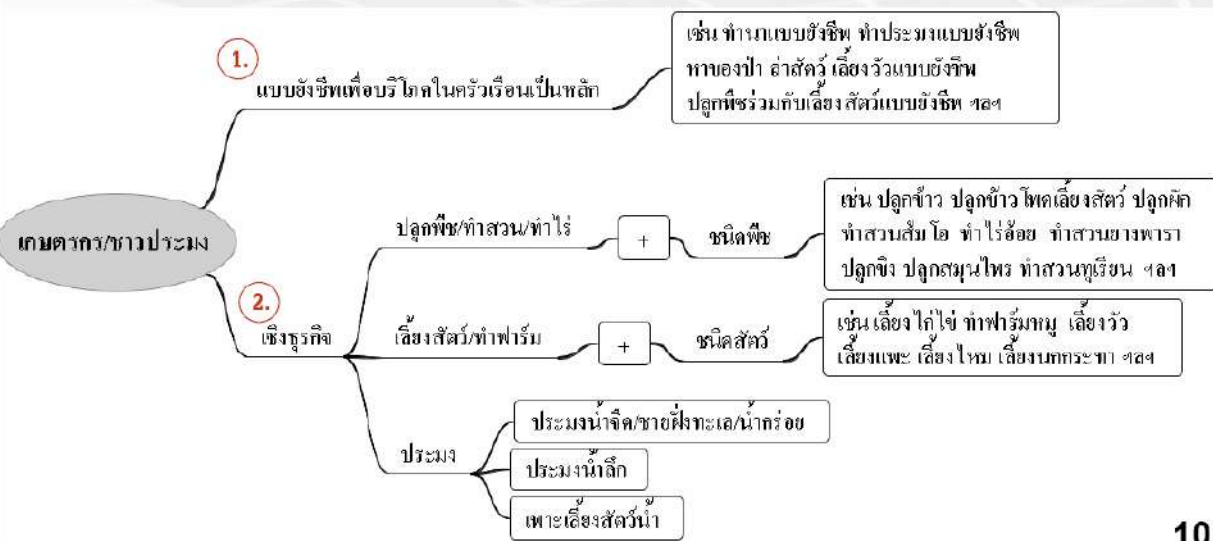 1.
แบบยังชีพเพื่อบริโภคในครัวเรือนเป็นหลัก
เช่น ทำนาแบบยังชีพ ทำประมงแบบยังชีพ
หาของป่า ล่าสัตว์ เลี้ยงวัวแบบยังชีพ
ปลูกพืชร่วมกับเลี้ยงสัตว์แบบยังชีพ ฯลฯ
เกษตรกร/ชาวประมง
2.
เชิงธุรกิจ
ปลูกพืช/ทำสวน/ทำไร่
+
ชนิดพืช
เช่น ปลูกข้าว ปลูกข้าวโพดเลี้ยงสัตว์ ปลูกผัก
ทำสวนส้มโอ ทำไร่อ้อย ทำสวนยางพารา
ปลูกขิง ปลูกสมุนไพร ทำสวนทุเรียน ฯลฯ
เลี้ยงสัตว์/ทำฟาร์ม
+
ชนิดสัตว์
เช่น เลี้ยงไก่ไข่ ทำฟาร์มหมู เลี้ยงวัว
เลี้ยงแพะ เลี้ยงไหม เลี้ยงนกกระทา ฯลฯ
ประมง
ประมงน้ำจืด/ชายฝั่งทะเล/น้ำกร่อย
ประมงน้ำลึก
เพาะเลี้ยงสัตว์น้ำ
10